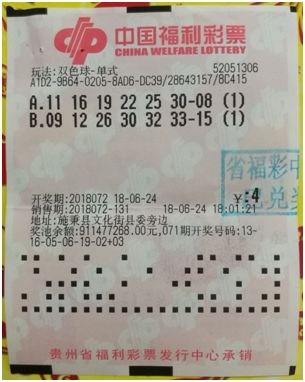 中国福利彩票
CHINA WELFARE LOTTERY
玩法:双色球-单式
52051306
A1D2-9B64-0205-8AD6-DC39/28643157/8C415
A.11 16 19 22 25 30-08 (1)
B.09 12 26 30 32 33-15 (1)
省福彩中
已兑奖
开奖期:2018072 18-06-24
¥:4
销售期:2018072-131 18-06-24 18:01:21
地址:施秉县文化街县委旁边
奖池余额:911477268.00元,071期开奖号码:13-
16-05-06-19-02+03
贵州省福利彩票发行中心承销